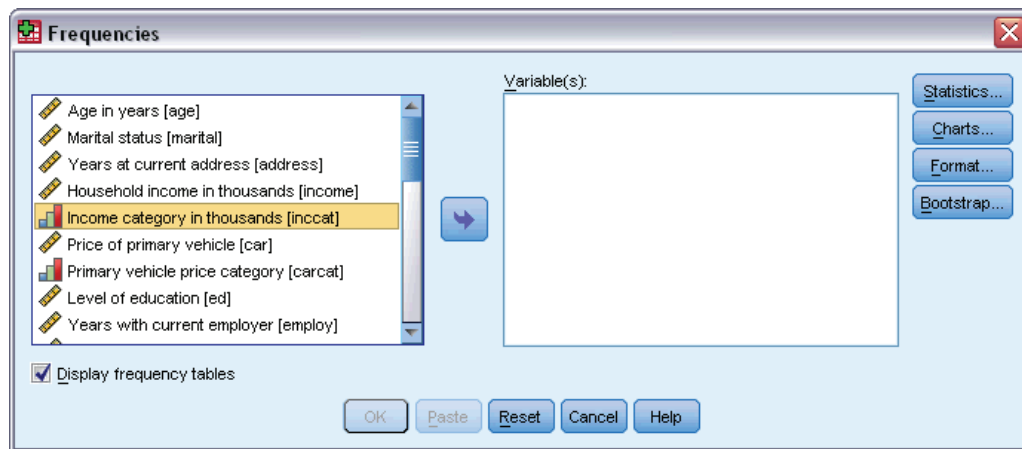 Frequencies
Variable(s):
Age in years [age]
Marital status [marital]
Years at current address [address]
Household income in thousands [income]
Income category in thousands [inccat]
Price of primary vehicle [car]
Primary vehicle price category [carcat]
Level of education [ed]
Years with current employer [employ]
Statistics...
Charts...
Format...
Bootstrap...
Display frequency tables
OK
Paste
Reset
Cancel
Help